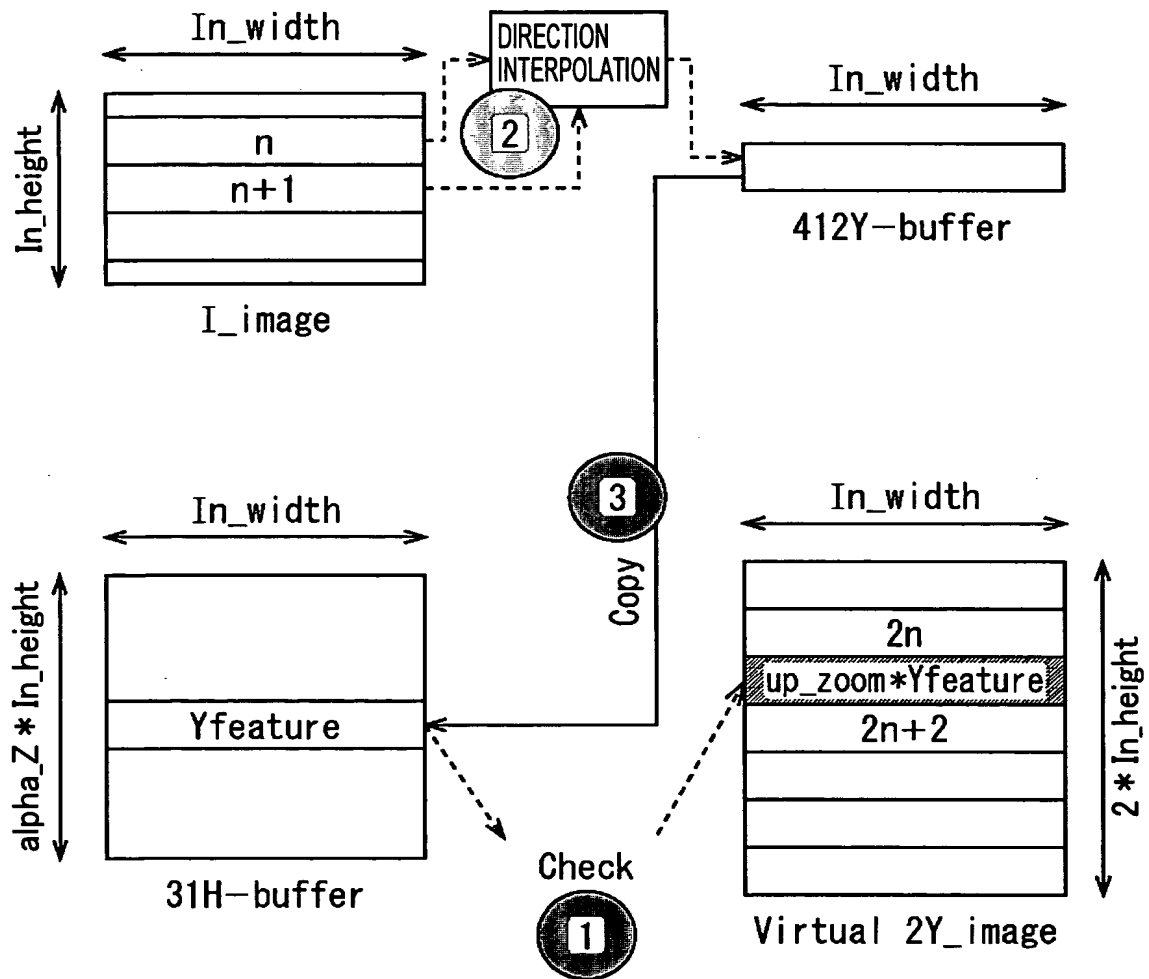 In_width
DIRECTION
INTERPOLATION
In_width
In_height
n
2
n+1
412Y-buffer
I_image
3
In_width
In_width
Copy
alpha_Z*In_height
2n
up_zoom*Yfeature
Yfeature
2n+2
2*In_height
31H-buffer
Check
1
Virtual 2Y_image